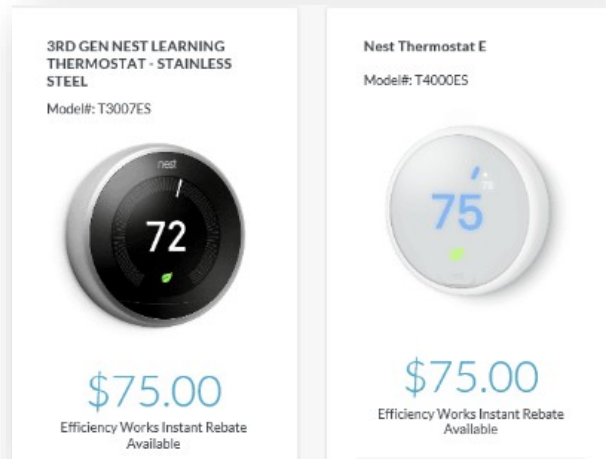 3RD GEN NEST LEARNING
THERMOSTAT - STAINLESS
STEEL
Model#: T3007ES
nest
72
$75.00
Efficiency Works Instant Rebate
Available
Nest Thermostat E
Model#: T4000ES
75
nest
$75.00
Efficiency Works Instant Rebate
Available